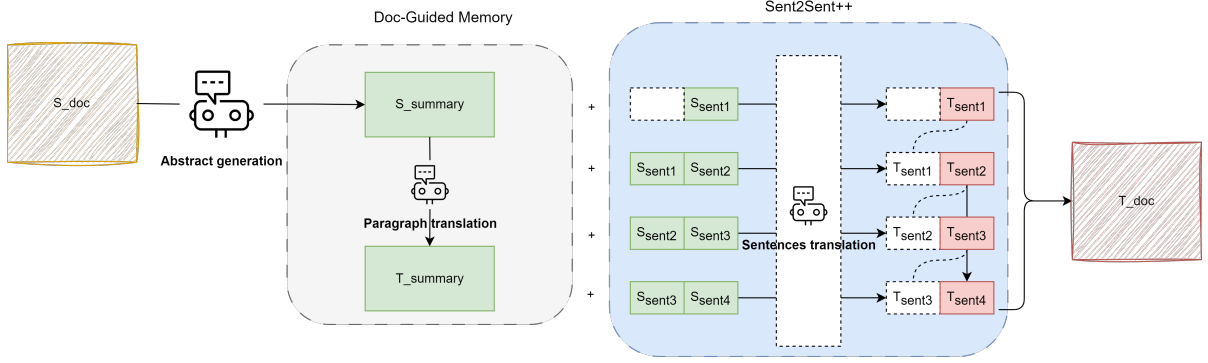 Doc-Guided Memory
Sent2Sent++
S_doc
Abstract generation
S_summary
Paragraph translation
T_summary
+
S_sent1
T_sent1
+
S_sent1 S_sent2
T_sent1 T_sent2
+
S_sent2 S_sent3
T_sent2 T_sent3
Sentences translation
+
S_sent3 S_sent4
T_sent3 T_sent4
T_doc